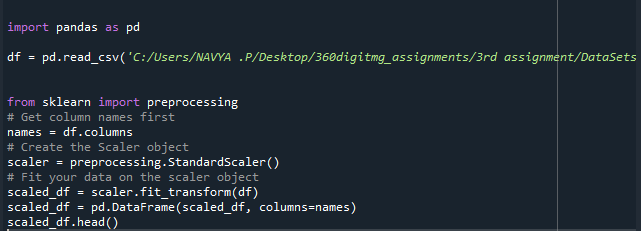 import pandas as pd
df = pd.read_csv('C:/Users/NAVYA .P/Desktop/360digitmg_assignments/3rd assignment/DataSets
from sklearn import preprocessing
# Get column names first
names = df.columns
# Create the Scaler object
scaler = preprocessing.StandardScaler()
# Fit your data on the scaler object
scaled_df = scaler.fit_transform(df)
scaled_df = pd.DataFrame(scaled_df, columns=names)
scaled_df.head()